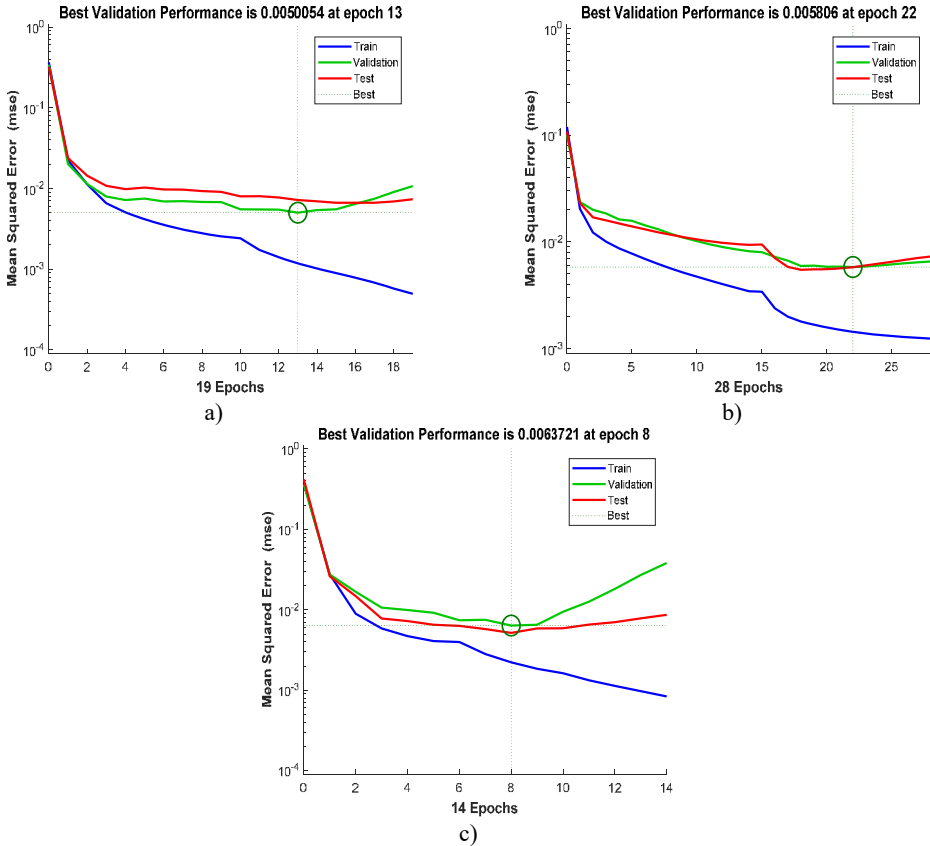 Best Validation Performance is 0.0050054 at epoch 13
Mean Squared Error (mse)
10^0
10^-1
10^-2
10^-3
10^-4
Train
Validation
Test
Best
0 2 4 6 8 10 12 14 16 18
19 Epochs
a)
Best Validation Performance is 0.005806 at epoch 22
Mean Squared Error (mse)
10^0
10^-1
10^-2
10^-3
Train
Validation
Test
Best
0 5 10 15 20 25
28 Epochs
b)
Best Validation Performance is 0.0063721 at epoch 8
Mean Squared Error (mse)
10^0
10^-1
10^-2
10^-3
10^-4
Train
Validation
Test
Best
0 2 4 6 8 10 12 14
14 Epochs
c)